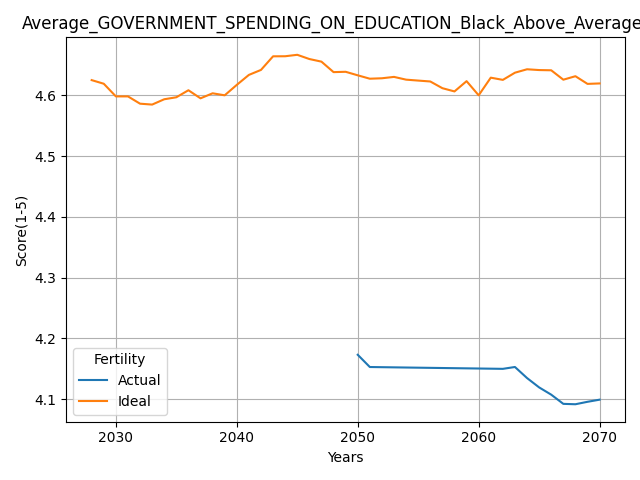 Average_GOVERNMENT_SPENDING_ON_EDUCATION_Black_Above_Average
4.6
4.5
4.4
4.3
4.2
4.1
Score(1-5)
Fertility
Actual
Ideal
2030 2040 2050 2060 2070
Years